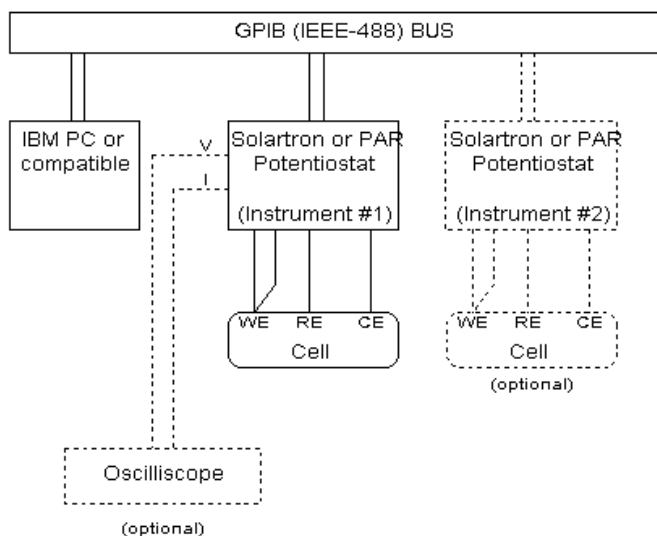 GPIB (IEEE-488) BUS
IBM PC or
compatible
V
I
Solartron or PAR
Potentiostat
(Instrument #1)
Solartron or PAR
Potentiostat
(Instrument #2)
WE RE CE
Cell
WE RE CE
Cell
(optional)
Oscilliscope
(optional)